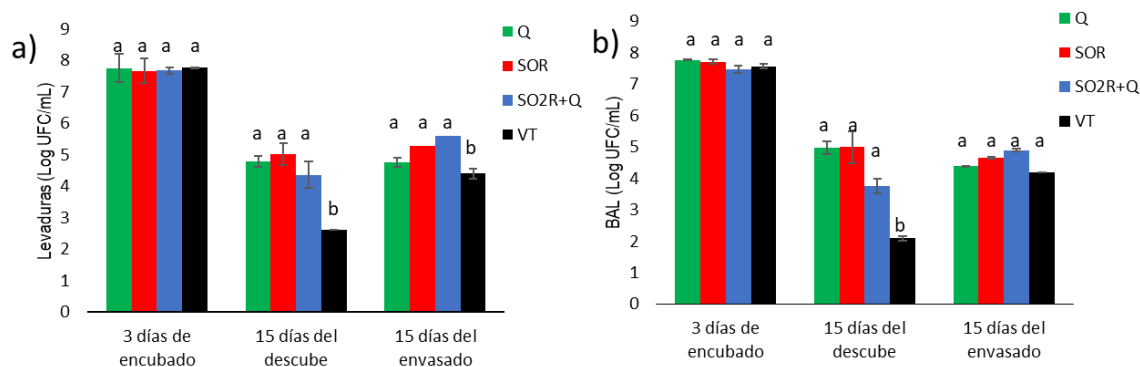 a)
Levaduras (Log UFC/mL)
9
8
7
6
5
4
3
2
1
0
a a a a
a a a
b
a a a
b
3 días de
encubado
15 días del
descube
15 días del
envasado
Q
SOR
SO2R+Q
VT
b)
BAL (Log UFC/mL)
9
8
7
6
5
4
3
2
1
0
a a a a
a a
a
b
a a a a
3 días de
encubado
15 días del
descube
15 días del
envasado
Q
SOR
SO2R+Q
VT